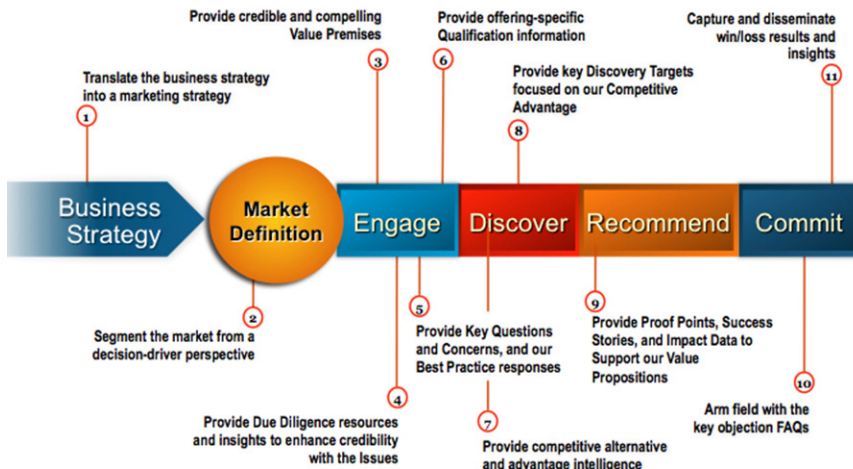 Provide credible and compelling
Value Premises
3
Provide offering-specific
Qualification information
6
Capture and disseminate
win/loss results and
insights
11
Translate the business strategy
into a marketing strategy
1
Provide key Discovery Targets
focused on our Competitive
Advantage
8
Business
Strategy
Market
Definition
Engage
Discover
Recommend
Commit
2
Segment the market from a
decision-driver perspective
5
Provide Key Questions
and Concerns, and our
Best Practice responses
9
Provide Proof Points, Success
Stories, and Impact Data to
Support our Value
Propositions
10
Arm field with the
key objection FAQs
4
Provide Due Diligence resources
and insights to enhance credibility
with the Issues
7
Provide competitive alternative
and advantage intelligence